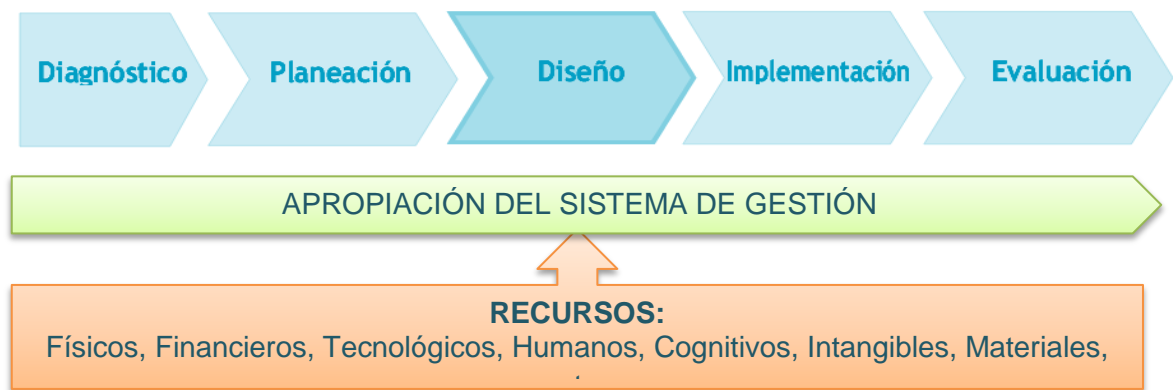 Diagnóstico
Planeación
Diseño
Implementación
Evaluación
APROPIACIÓN DEL SISTEMA DE GESTIÓN
RECURSOS:
Físicos, Financieros, Tecnológicos, Humanos, Cognitivos, Intangibles, Materiales,